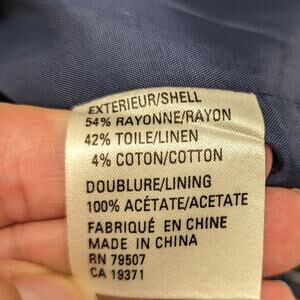 EXTERIEUR/SHELL
54% RAYONNE/RAYON
42% TOILE/LINEN
4% COTON/COTTON
DOUBLURE/LINING
100% ACÉTATE/ACETATE
FABRIQUÉ EN CHINE
MADE IN CHINA
RN 79507
CA 19371